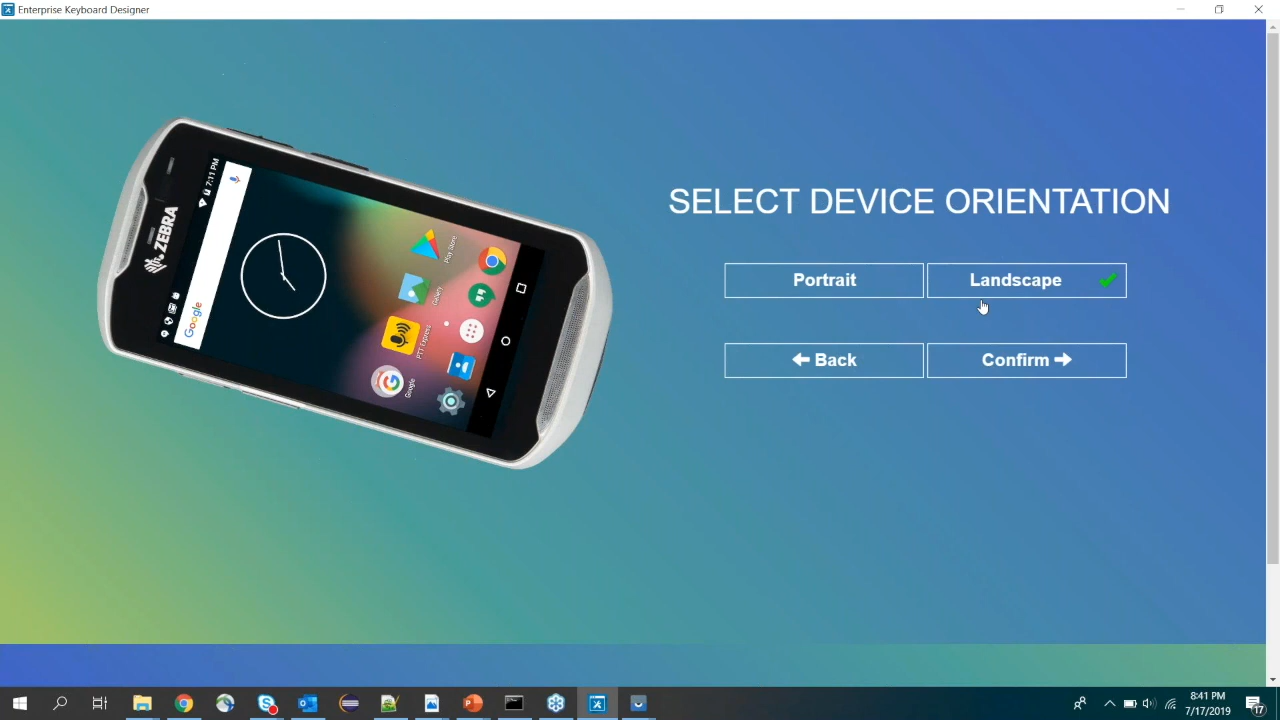 Enterprise Keyboard Designer
7:11 PM
ZEBRA
Google
Play Store
Gallery
PTT Express
Google
SELECT DEVICE ORIENTATION
Portrait
Landscape
Back
Confirm
8:41 PM
7/17/2019
17